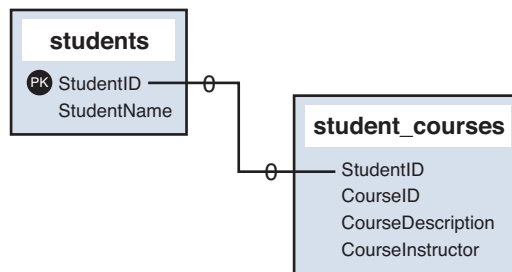 students
PK StudentID
StudentName
student_courses
StudentID
CourseID
CourseDescription
CourseInstructor